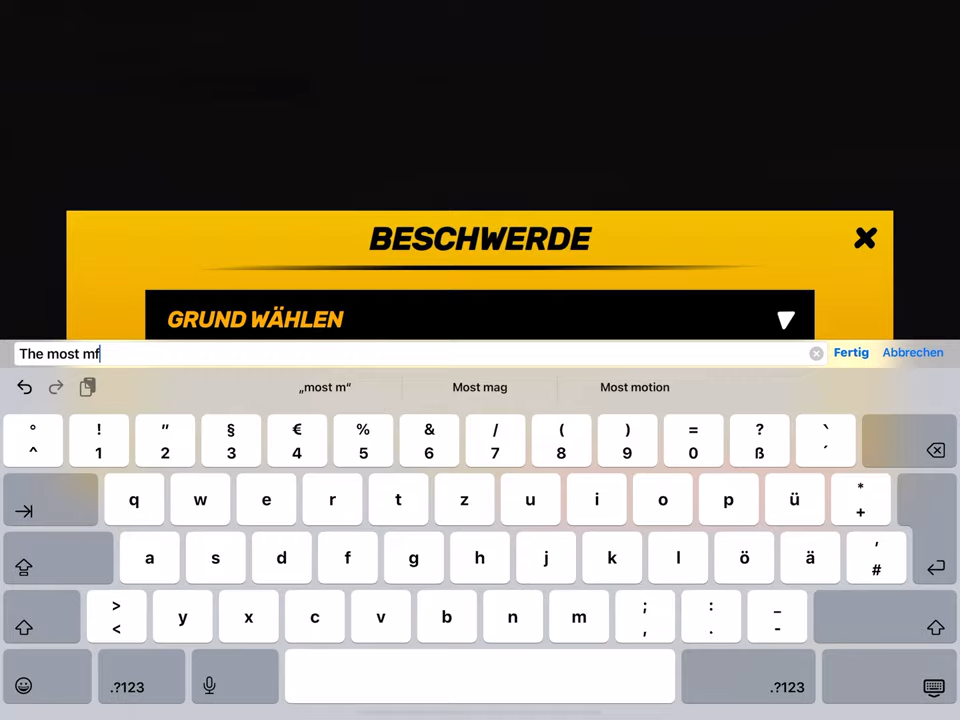 BESCHWERDE
GRUND WÄHLEN
The most mf Fertig Abbrechen
„most m“ Most mag Most motion
° ! " § € % & / ( ) = ? `
^ 1 2 3 4 5 6 7 8 9 0 ß ´
q w e r t z u i o p ü * +
a s d f g h j k l ö ä ' #
> < y x c v b n m ; , : . _ -
.?123 .?123